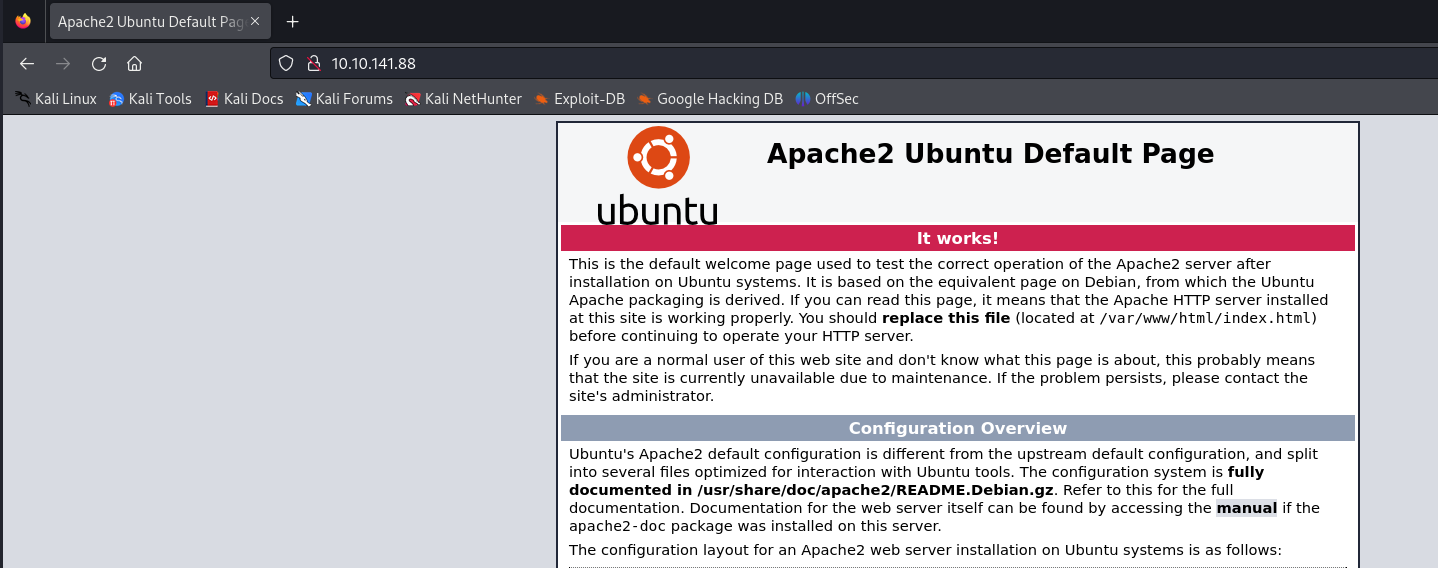 Apache2 Ubuntu Default Pag
10.10.141.88
Kali Linux Kali Tools Kali Docs Kali Forums Kali NetHunter Exploit-DB Google Hacking DB OffSec
Apache2 Ubuntu Default Page
ubuntu
It works!
This is the default welcome page used to test the correct operation of the Apache2 server after
installation on Ubuntu systems. It is based on the equivalent page on Debian, from which the Ubuntu
Apache packaging is derived. If you can read this page, it means that the Apache HTTP server installed
at this site is working properly. You should replace this file (located at /var/www/html/index.html)
before continuing to operate your HTTP server.
If you are a normal user of this web site and don't know what this page is about, this probably means
that the site is currently unavailable due to maintenance. If the problem persists, please contact the
site's administrator.
Configuration Overview
Ubuntu's Apache2 default configuration is different from the upstream default configuration, and split
into several files optimized for interaction with Ubuntu tools. The configuration system is fully
documented in /usr/share/doc/apache2/README.Debian.gz. Refer to this for the full
documentation. Documentation for the web server itself can be found by accessing the manual if the
apache2-doc package was installed on this server.
The configuration layout for an Apache2 web server installation on Ubuntu systems is as follows: